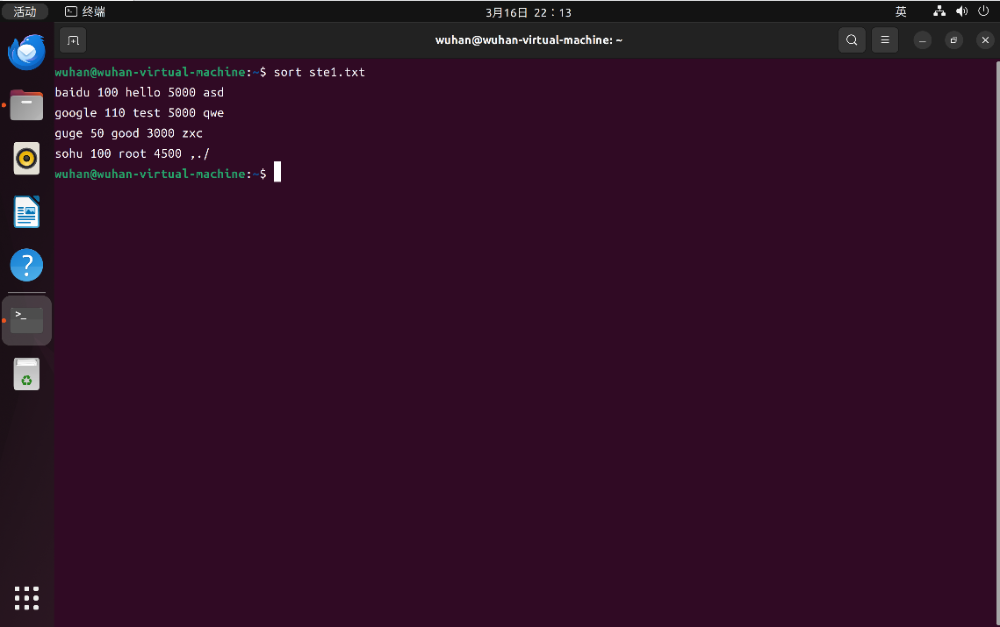 活动 终端 3月16日 22：13 英
wuhan@wuhan-virtual-machine: ~
wuhan@wuhan-virtual-machine:~$ sort ste1.txt
baidu 100 hello 5000 asd
google 110 test 5000 qwe
guge 50 good 3000 zxc
sohu 100 root 4500 ,./
wuhan@wuhan-virtual-machine:~$